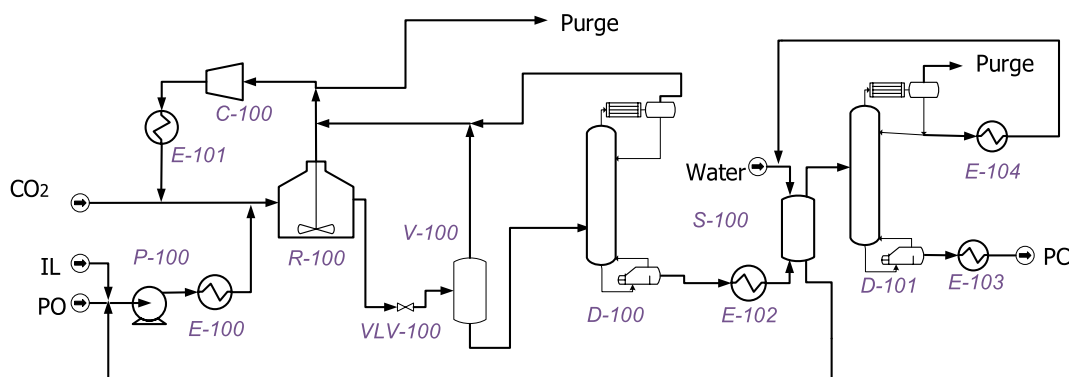 Purge
Purge
C-100
E-101
E-104
Water
CO2
S-100
V-100
P-100
R-100
IL
PC
D-101
E-103
PO
D-100
E-102
E-100
VLV-100